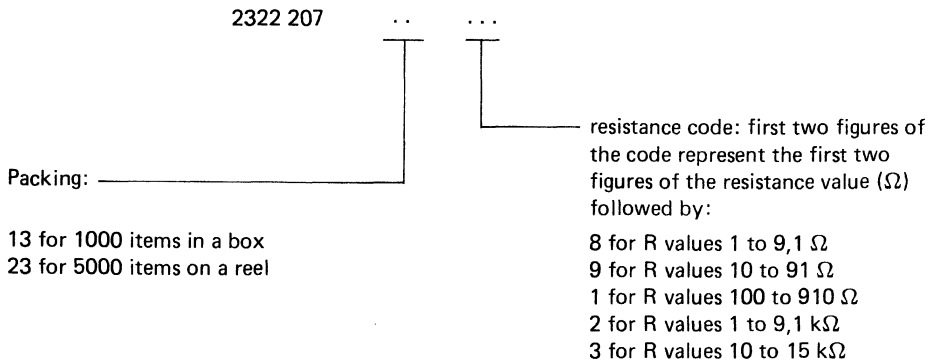 2322 207 .. ...
resistance code: first two figures of
the code represent the first two
figures of the resistance value (Ω)
followed by:
8 for R values 1 to 9,1 Ω
9 for R values 10 to 91 Ω
1 for R values 100 to 910 Ω
2 for R values 1 to 9,1 kΩ
3 for R values 10 to 15 kΩ
Packing:
13 for 1000 items in a box
23 for 5000 items on a reel